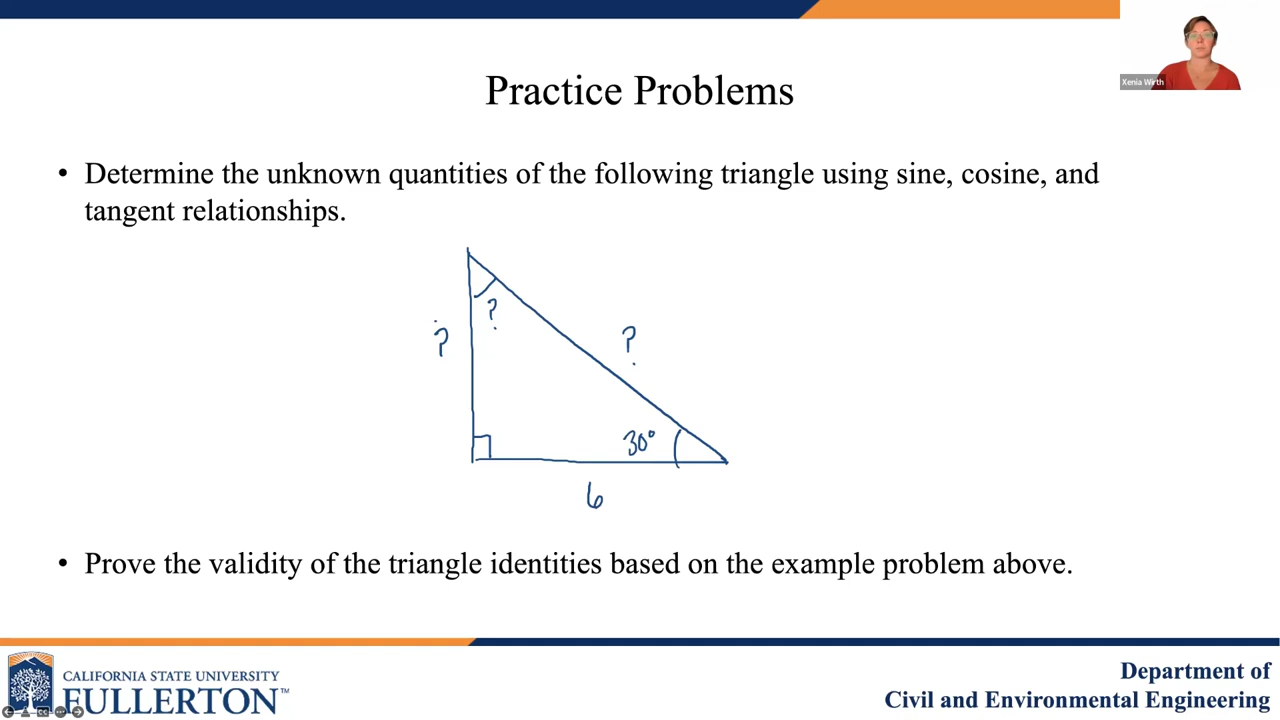 Xenia Wirth
Practice Problems
• Determine the unknown quantities of the following triangle using sine, cosine, and
tangent relationships.
?
?
?
30°
6
• Prove the validity of the triangle identities based on the example problem above.
CALIFORNIA STATE UNIVERSITY
FULLERTON™
Department of
Civil and Environmental Engineering